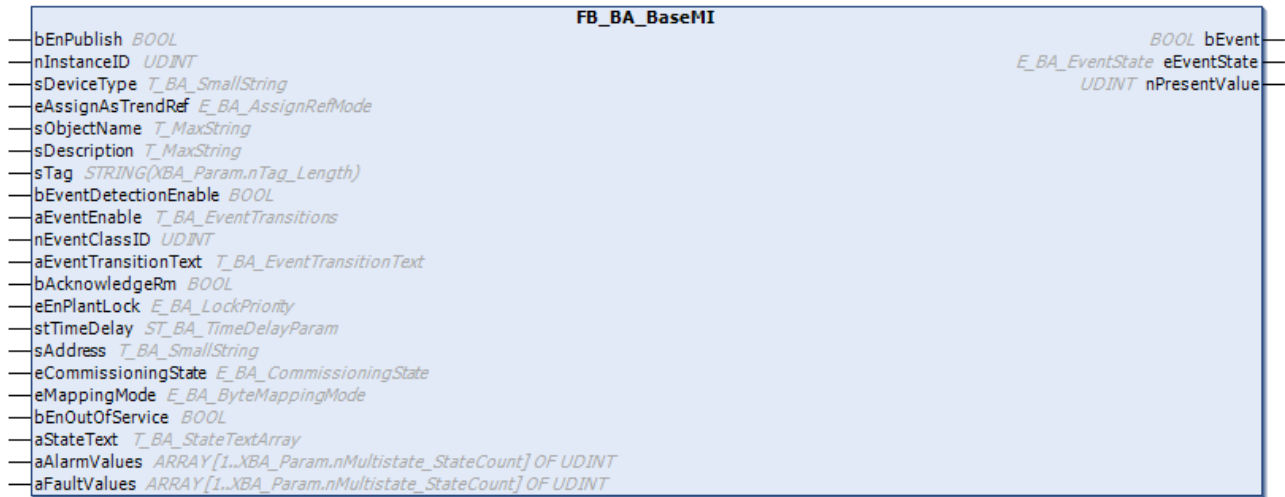 FB_BA_BaseMI
bEnPublish BOOL BOOL bEvent
nInstanceID UDINT E_BA_EventState eEventState
sDeviceType T_BA_SmallString UDINT nPresentValue
eAssignAsTrendRef E_BA_AssignRefMode
sObjectName T_MaxString
sDescription T_MaxString
sTag STRING(XBA_Param.nTag_Length)
bEventDetectionEnable BOOL
aEventEnable T_BA_EventTransitions
nEventClassID UDINT
aEventTransitionText T_BA_EventTransitionText
bAcknowledgeRm BOOL
eEnPlantLock E_BA_LockPriority
stTimeDelay ST_BA_TimeDelayParam
sAddress T_BA_SmallString
eCommissioningState E_BA_CommissioningState
eMappingMode E_BA_ByteMappingMode
bEnOutOfService BOOL
aStateText T_BA_StateTextArray
aAlarmValues ARRAY [1..XBA_Param.nMultistate_StateCount] OF UDINT
aFaultValues ARRAY [1..XBA_Param.nMultistate_StateCount] OF UDINT